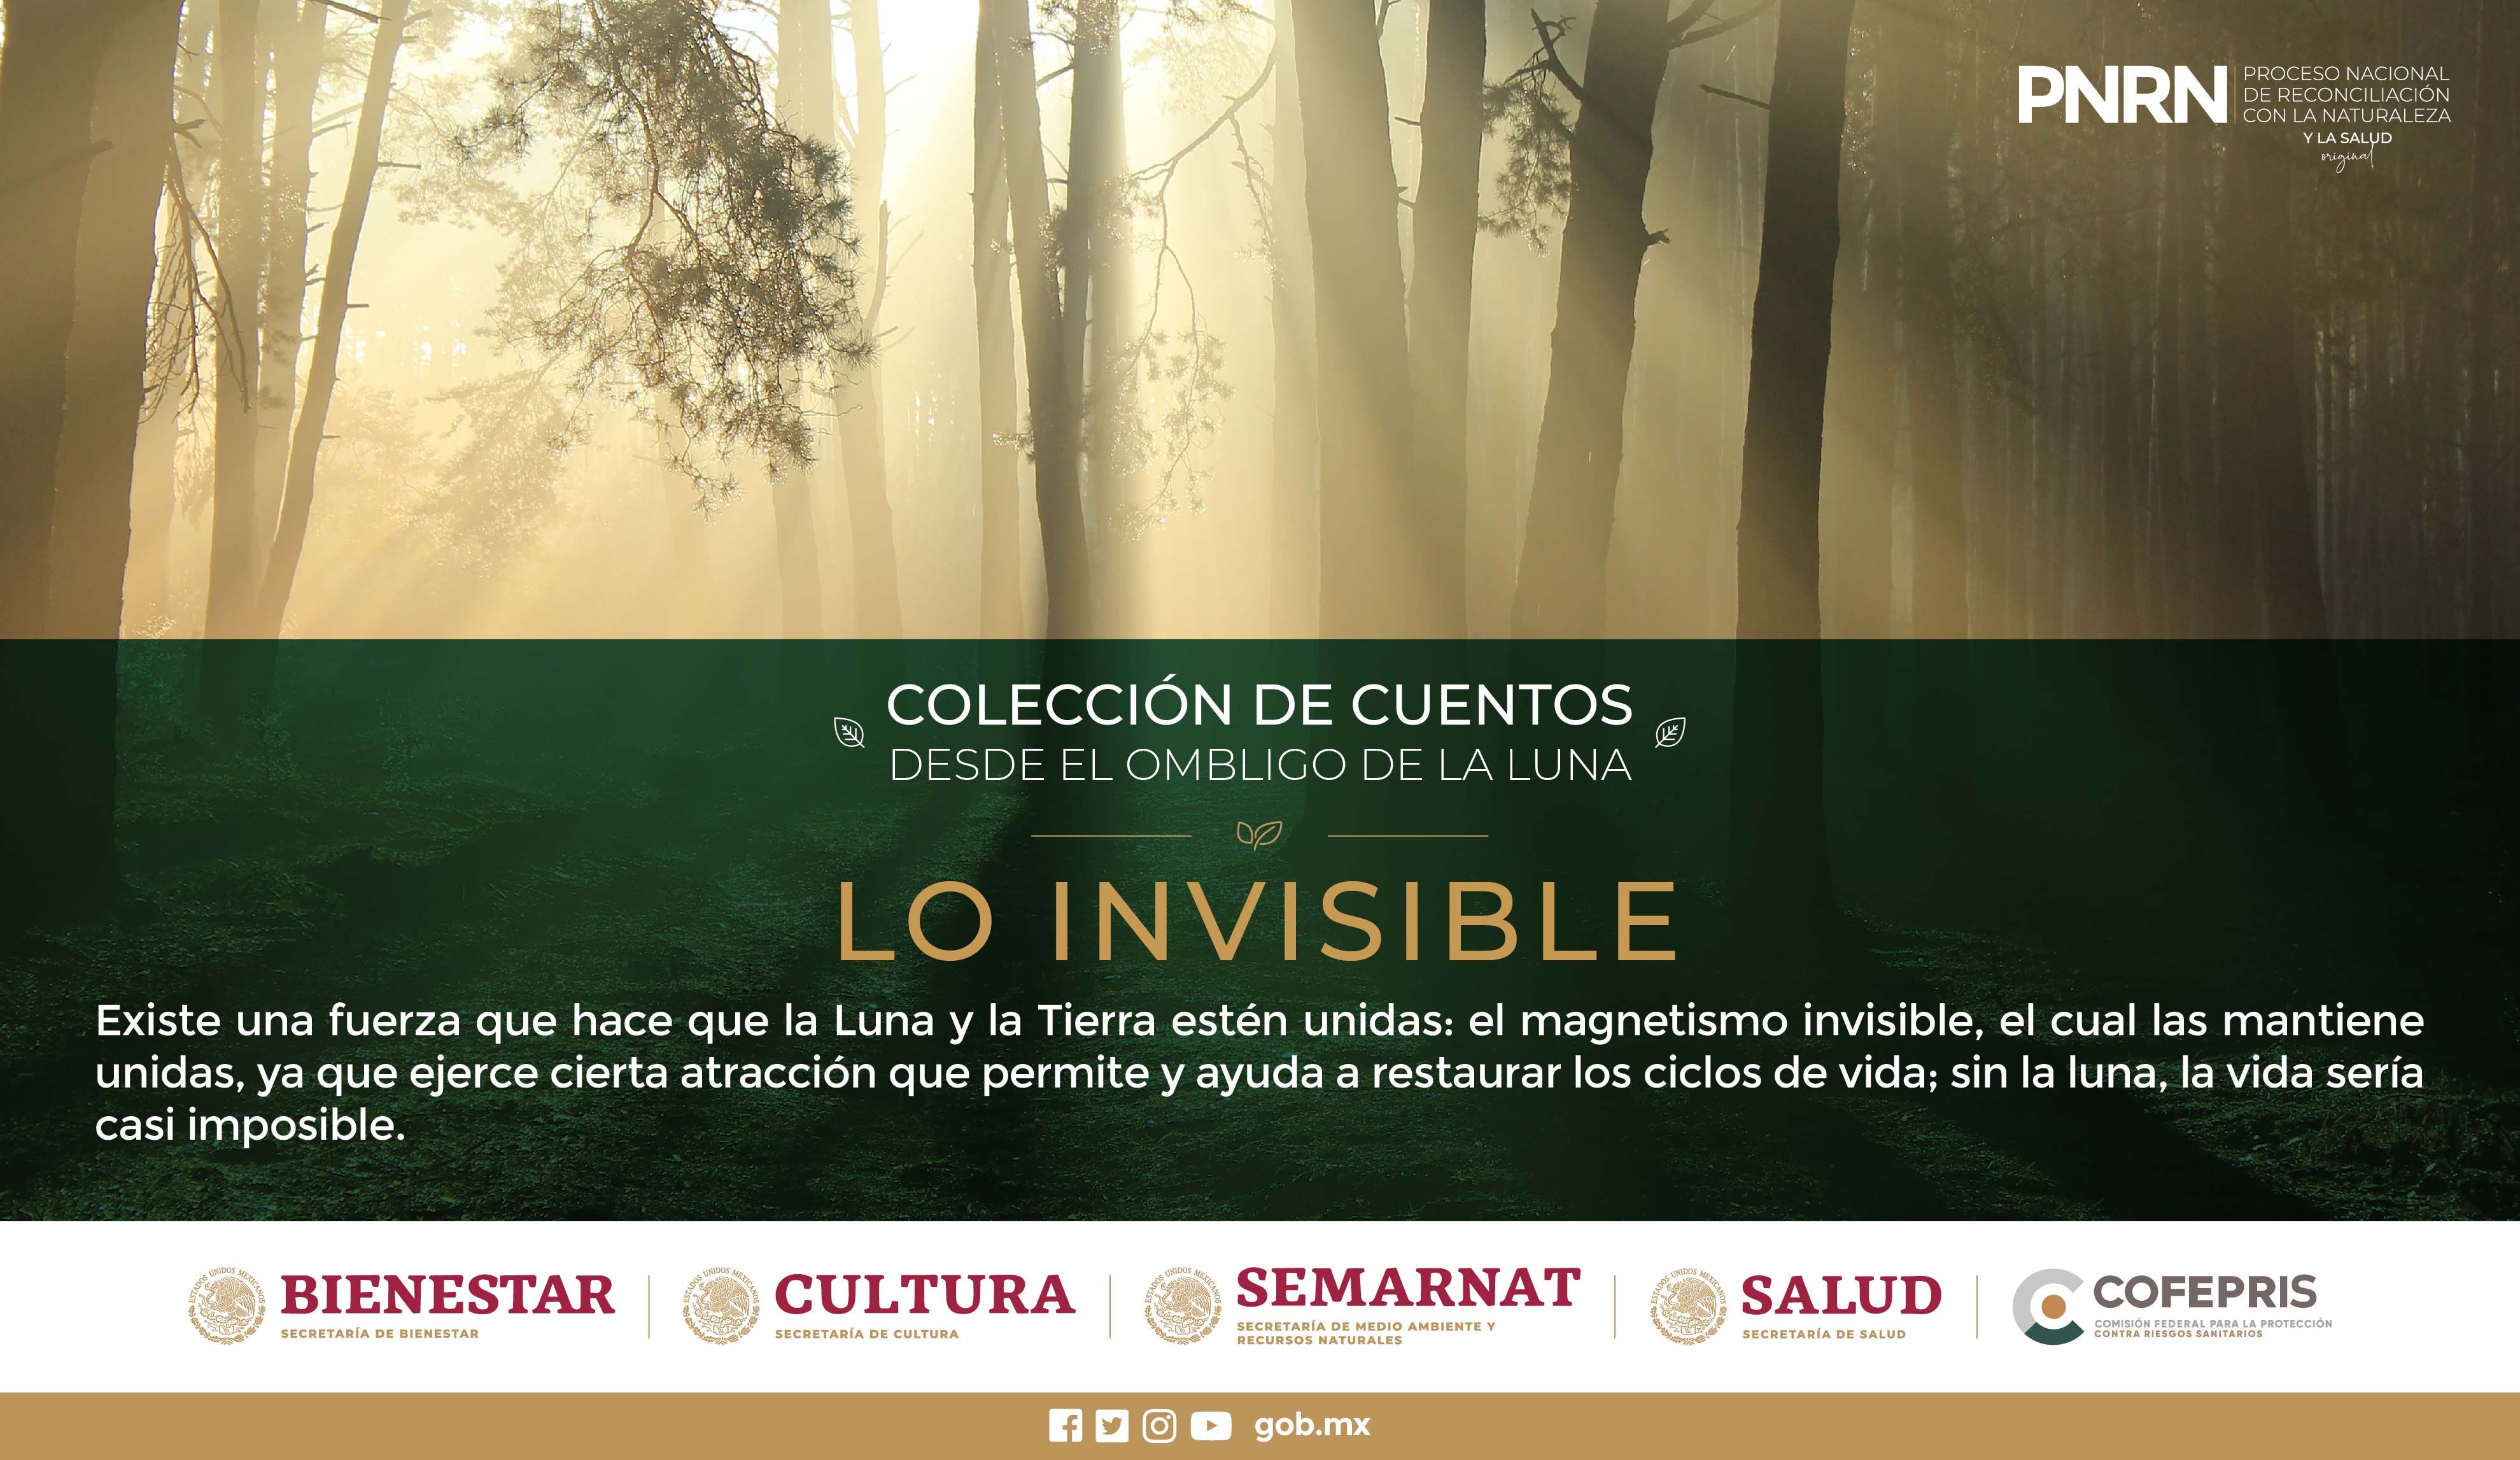 PNRN
PROCESO NACIONAL
DE RECONCILIACIÓN
CON LA NATURALEZA
Y LA SALUD
original
COLECCIÓN DE CUENTOS
DESDE EL OMBLIGO DE LA LUNA
LO INVISIBLE
Existe una fuerza que hace que la Luna y la Tierra estén unidas: el magnetismo invisible, el cual las mantiene
unidas, ya que ejerce cierta atracción que permite y ayuda a restaurar los ciclos de vida; sin la luna, la vida sería
casi imposible.
ESTADOS UNIDOS MEXICANOS
BIENESTAR
SECRETARÍA DE BIENESTAR
ESTADOS UNIDOS MEXICANOS
CULTURA
SECRETARÍA DE CULTURA
ESTADOS UNIDOS MEXICANOS
SEMARNAT
SECRETARÍA DE MEDIO AMBIENTE Y
RECURSOS NATURALES
ESTADOS UNIDOS MEXICANOS
SALUD
SECRETARÍA DE SALUD
COFEPRIS
COMISIÓN FEDERAL PARA LA PROTECCIÓN
CONTRA RIESGOS SANITARIOS
gob.mx